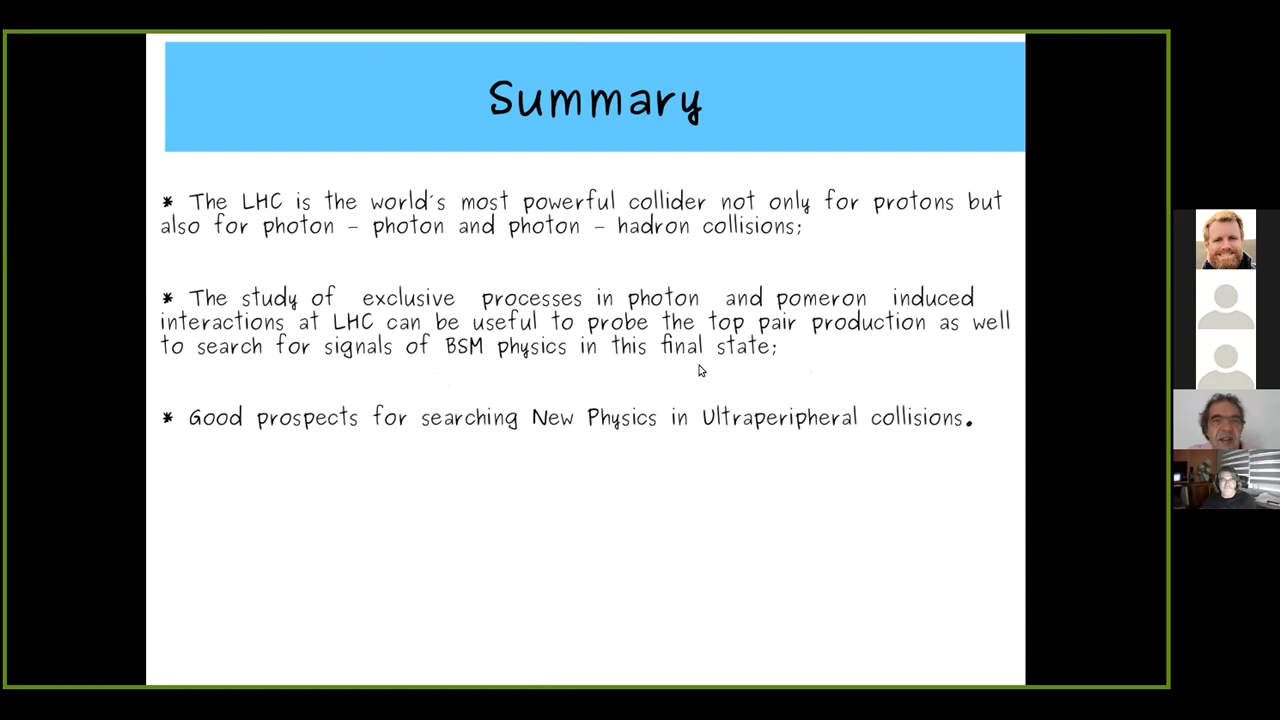 Summary
* The LHC is the world's most powerful collider not only for protons but
also for photon - photon and photon - hadron collisions;
* The study of exclusive processes in photon and pomeron induced
interactions at LHC can be useful to probe the top pair production as well
to search for signals of BSM physics in this final state;
* Good prospects for searching New Physics in Ultraperipheral collisions.